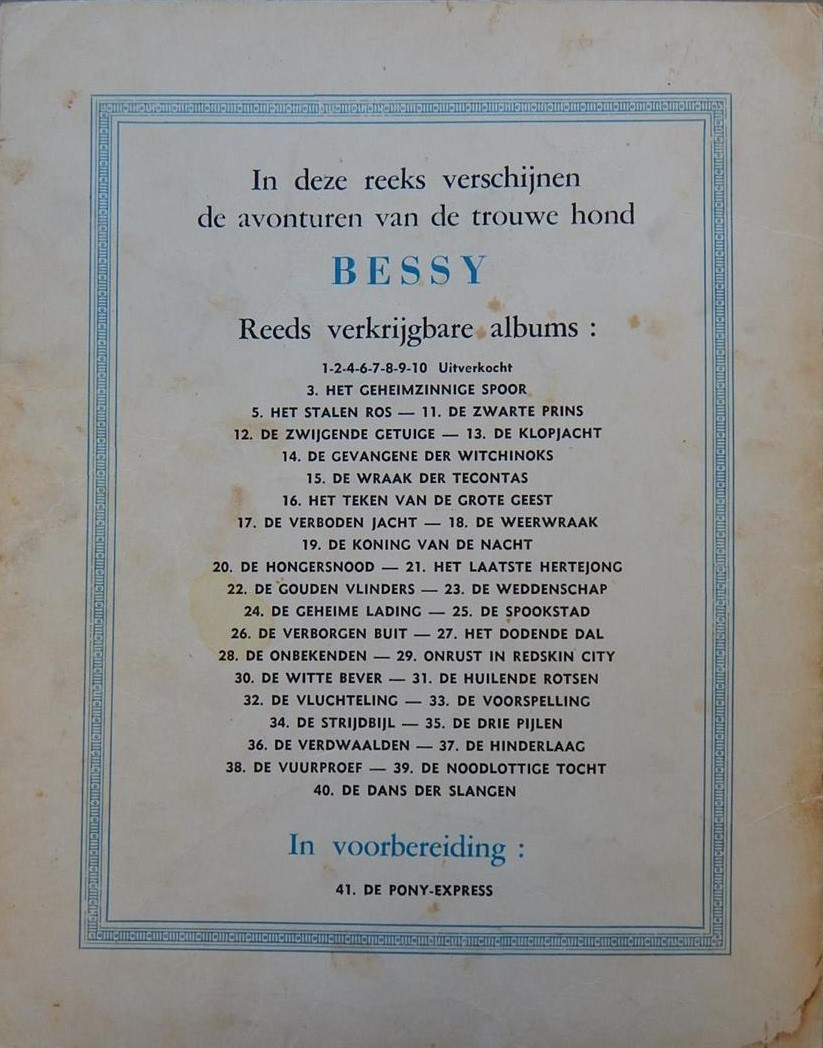 In deze reeks verschijnen
de avonturen van de trouwe hond
BESSY
Reeds verkrijgbare albums :
1-2-4-6-7-8-9-10 Uitverkocht
3. HET GEHEIMZINNIGE SPOOR
5. HET STALEN ROS — 11. DE ZWARTE PRINS
12. DE ZWIJGENDE GETUIGE — 13. DE KLOPJACHT
14. DE GEVANGENE DER WITCHINOKS
15. DE WRAAK DER TECONTAS
16. HET TEKEN VAN DE GROTE GEEST
17. DE VERBODEN JACHT — 18. DE WEERWRAAK
19. DE KONING VAN DE NACHT
20. DE HONGERSNOOD — 21. HET LAATSTE HERTEJONG
22. DE GOUDEN VLINDERS — 23. DE WEDDENSCHAP
24. DE GEHEIME LADING — 25. DE SPOOKSTAD
26. DE VERBORGEN BUIT — 27. HET DODENDE DAL
28. DE ONBEKENDEN — 29. ONRUST IN REDSKIN CITY
30. DE WITTE BEVER — 31. DE HUILENDE ROTSEN
32. DE VLUCHTELING — 33. DE VOORSPELLING
34. DE STRIJDBIJL — 35. DE DRIE PIJLEN
36. DE VERDWAALDEN — 37. DE HINDERLAAG
38. DE VUURPROEF — 39. DE NOODLOTTIGE TOCHT
40. DE DANS DER SLANGEN
In voorbereiding :
41. DE PONY-EXPRESS